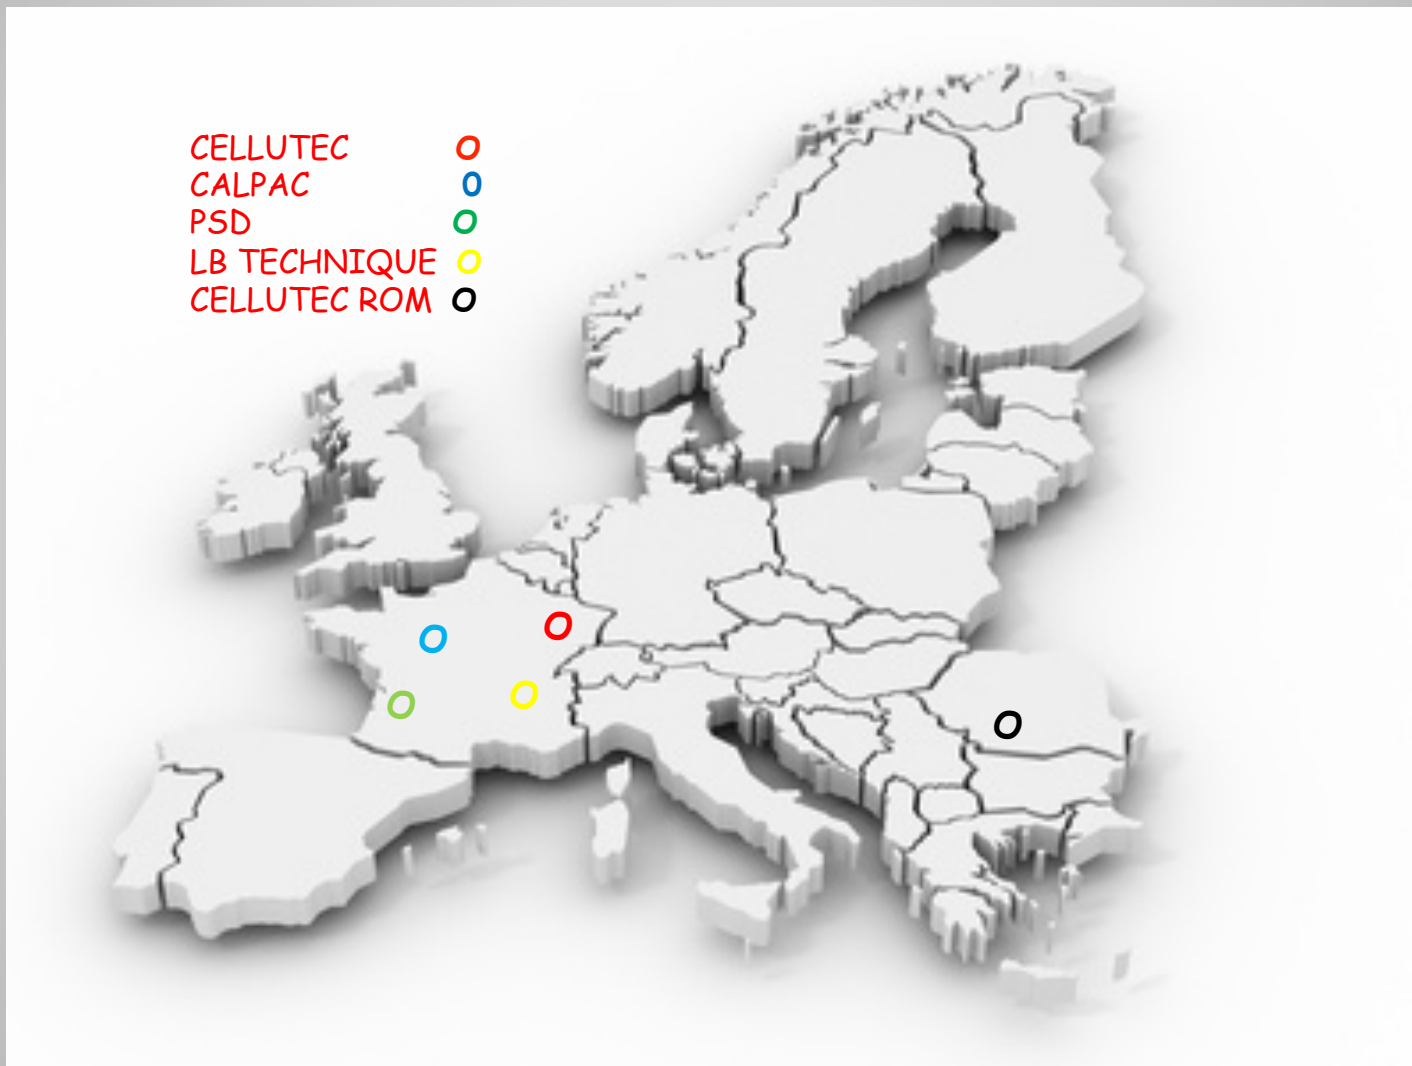 CELLUTEC O
CALPAC O
PSD O
LB TECHNIQUE O
CELLUTEC ROM O
O
O
O
O
O